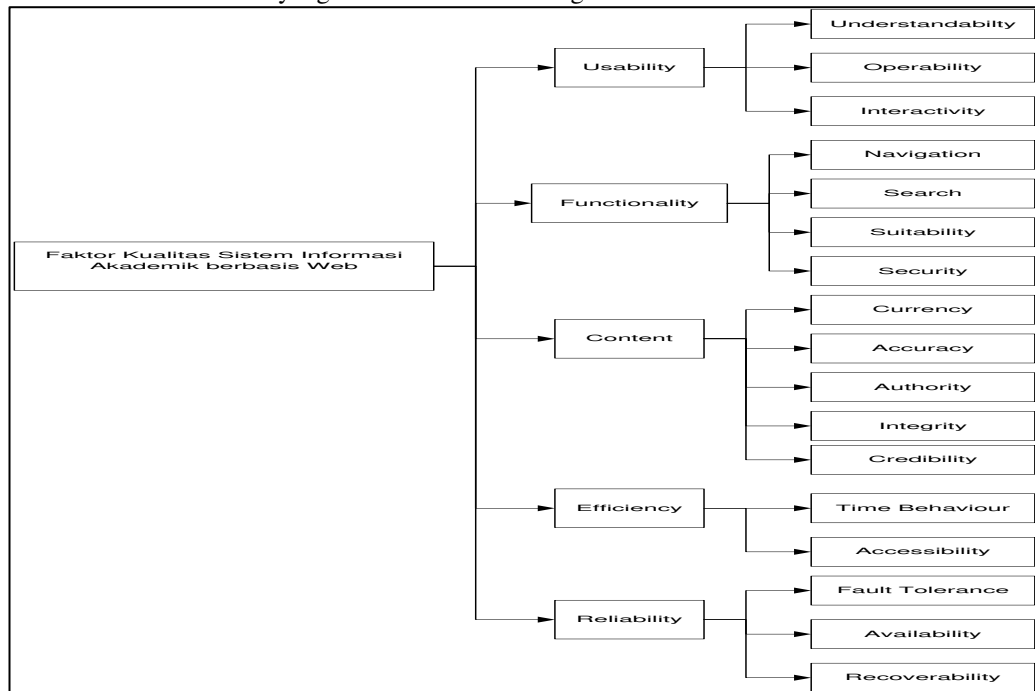 Understandabilty
Usability
Operability
Interactivity
Navigation
Functionality
Search
Suitability
Security
Faktor Kualitas Sistem Informasi
Akademik berbasis Web
Currency
Content
Accuracy
Authority
Integrity
Credibility
Efficiency
Time Behaviour
Accessibility
Fault Tolerance
Reliability
Availability
Recoverability